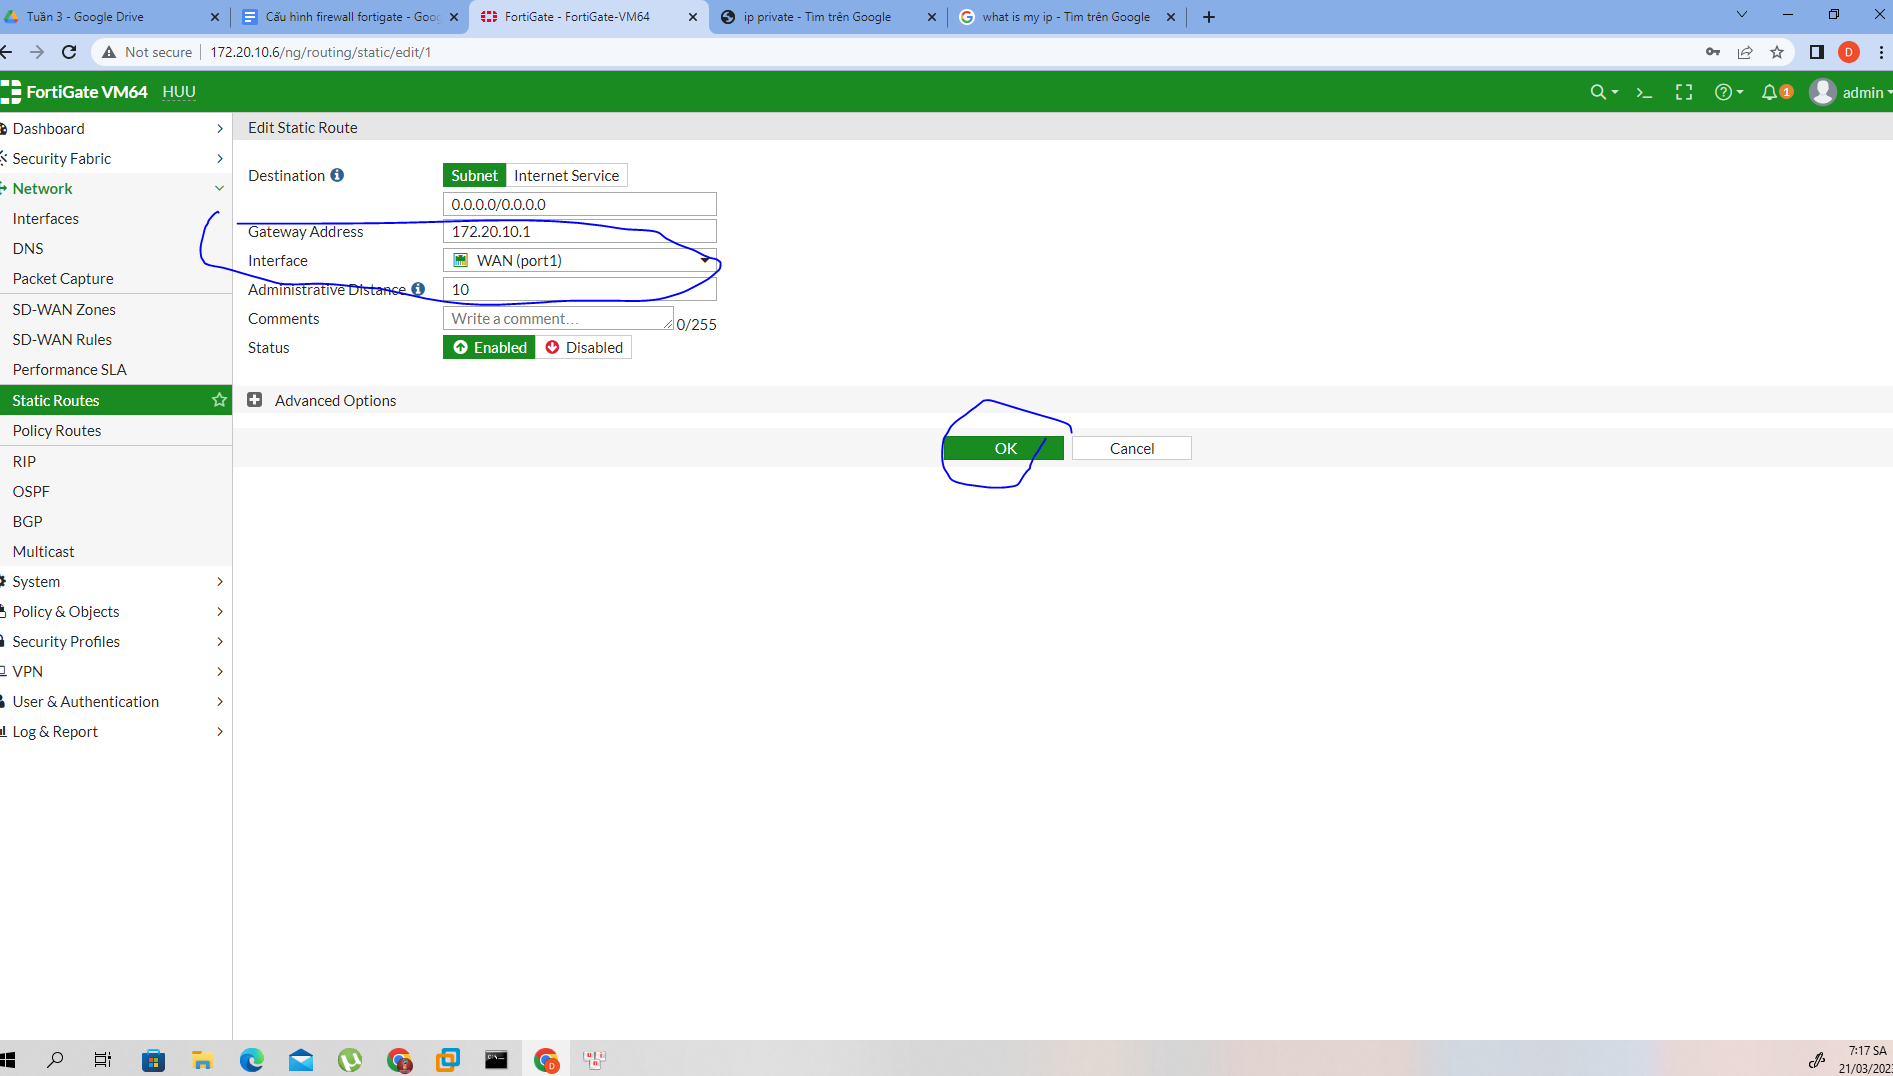 Tuần 3 - Google Drive
Cấu hình firewall fortigate - Goo
FortiGate - FortiGate-VM64
ip private - Tìm trên Google
what is my ip - Tìm trên Google
Not secure
172.20.10.6/ng/routing/static/edit/1
D
FortiGate VM64
HUU
1
admin
Dashboard
Security Fabric
Network
Interfaces
DNS
Packet Capture
SD-WAN Zones
SD-WAN Rules
Performance SLA
Static Routes
Policy Routes
RIP
OSPF
BGP
Multicast
System
Policy & Objects
Security Profiles
VPN
User & Authentication
Log & Report
Edit Static Route
Destination
Subnet
Internet Service
0.0.0.0/0.0.0.0
Gateway Address
172.20.10.1
Interface
WAN (port1)
Administrative Distance
10
Comments
Write a comment...
0/255
Status
Enabled
Disabled
Advanced Options
OK
Cancel
7:17 SA
21/03/202